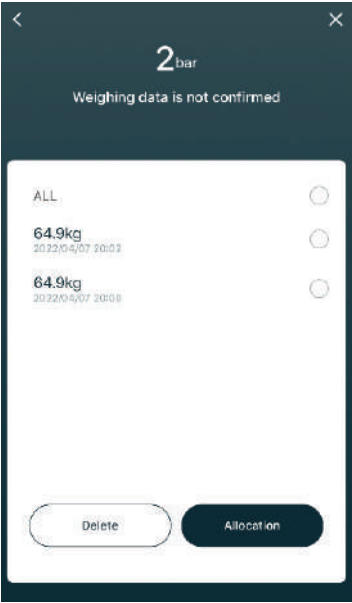 2bar
Weighing data is not confirmed
ALL
64.9kg
2022/04/07 20:02
64.9kg
2022/04/07 20:00
Delete
Allocation